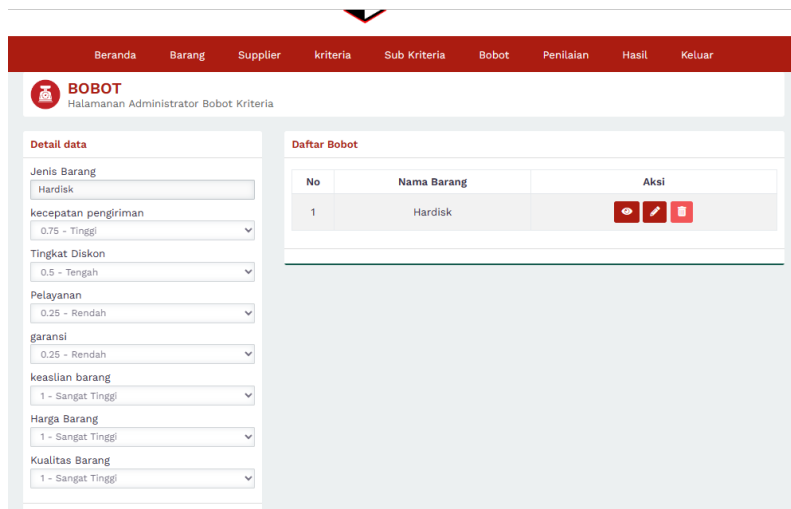 Beranda Barang Supplier kriteria Sub Kriteria Bobot Penilaian Hasil Keluar
BOBOT
Halamanan Administrator Bobot Kriteria
Detail data
Jenis Barang
Hardisk
kecepatan pengiriman
0.75 - Tinggi
Tingkat Diskon
0.5 - Tengah
Pelayanan
0.25 - Rendah
garansi
0.25 - Rendah
keaslian barang
1 - Sangat Tinggi
Harga Barang
1 - Sangat Tinggi
Kualitas Barang
1 - Sangat Tinggi
Daftar Bobot
No Nama Barang Aksi
1 Hardisk